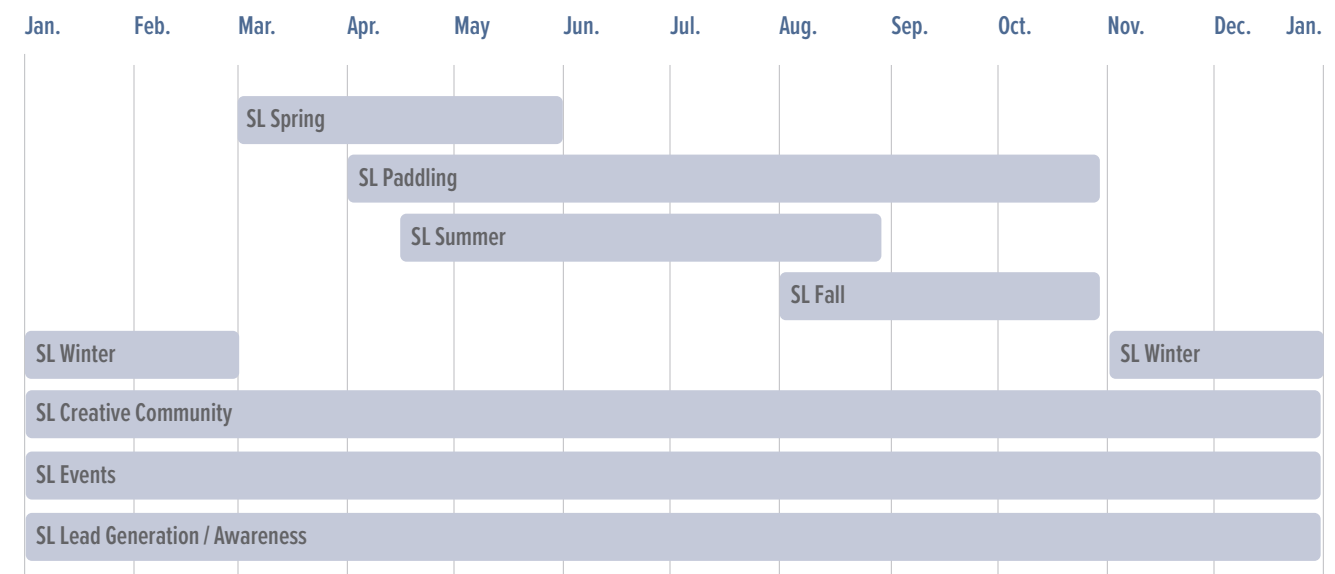 Jan. Feb. Mar. Apr. May Jun. Jul. Aug. Sep. Oct. Nov. Dec. Jan.
SL Spring
SL Paddling
SL Summer
SL Fall
SL Winter SL Winter
SL Creative Community
SL Events
SL Lead Generation / Awareness